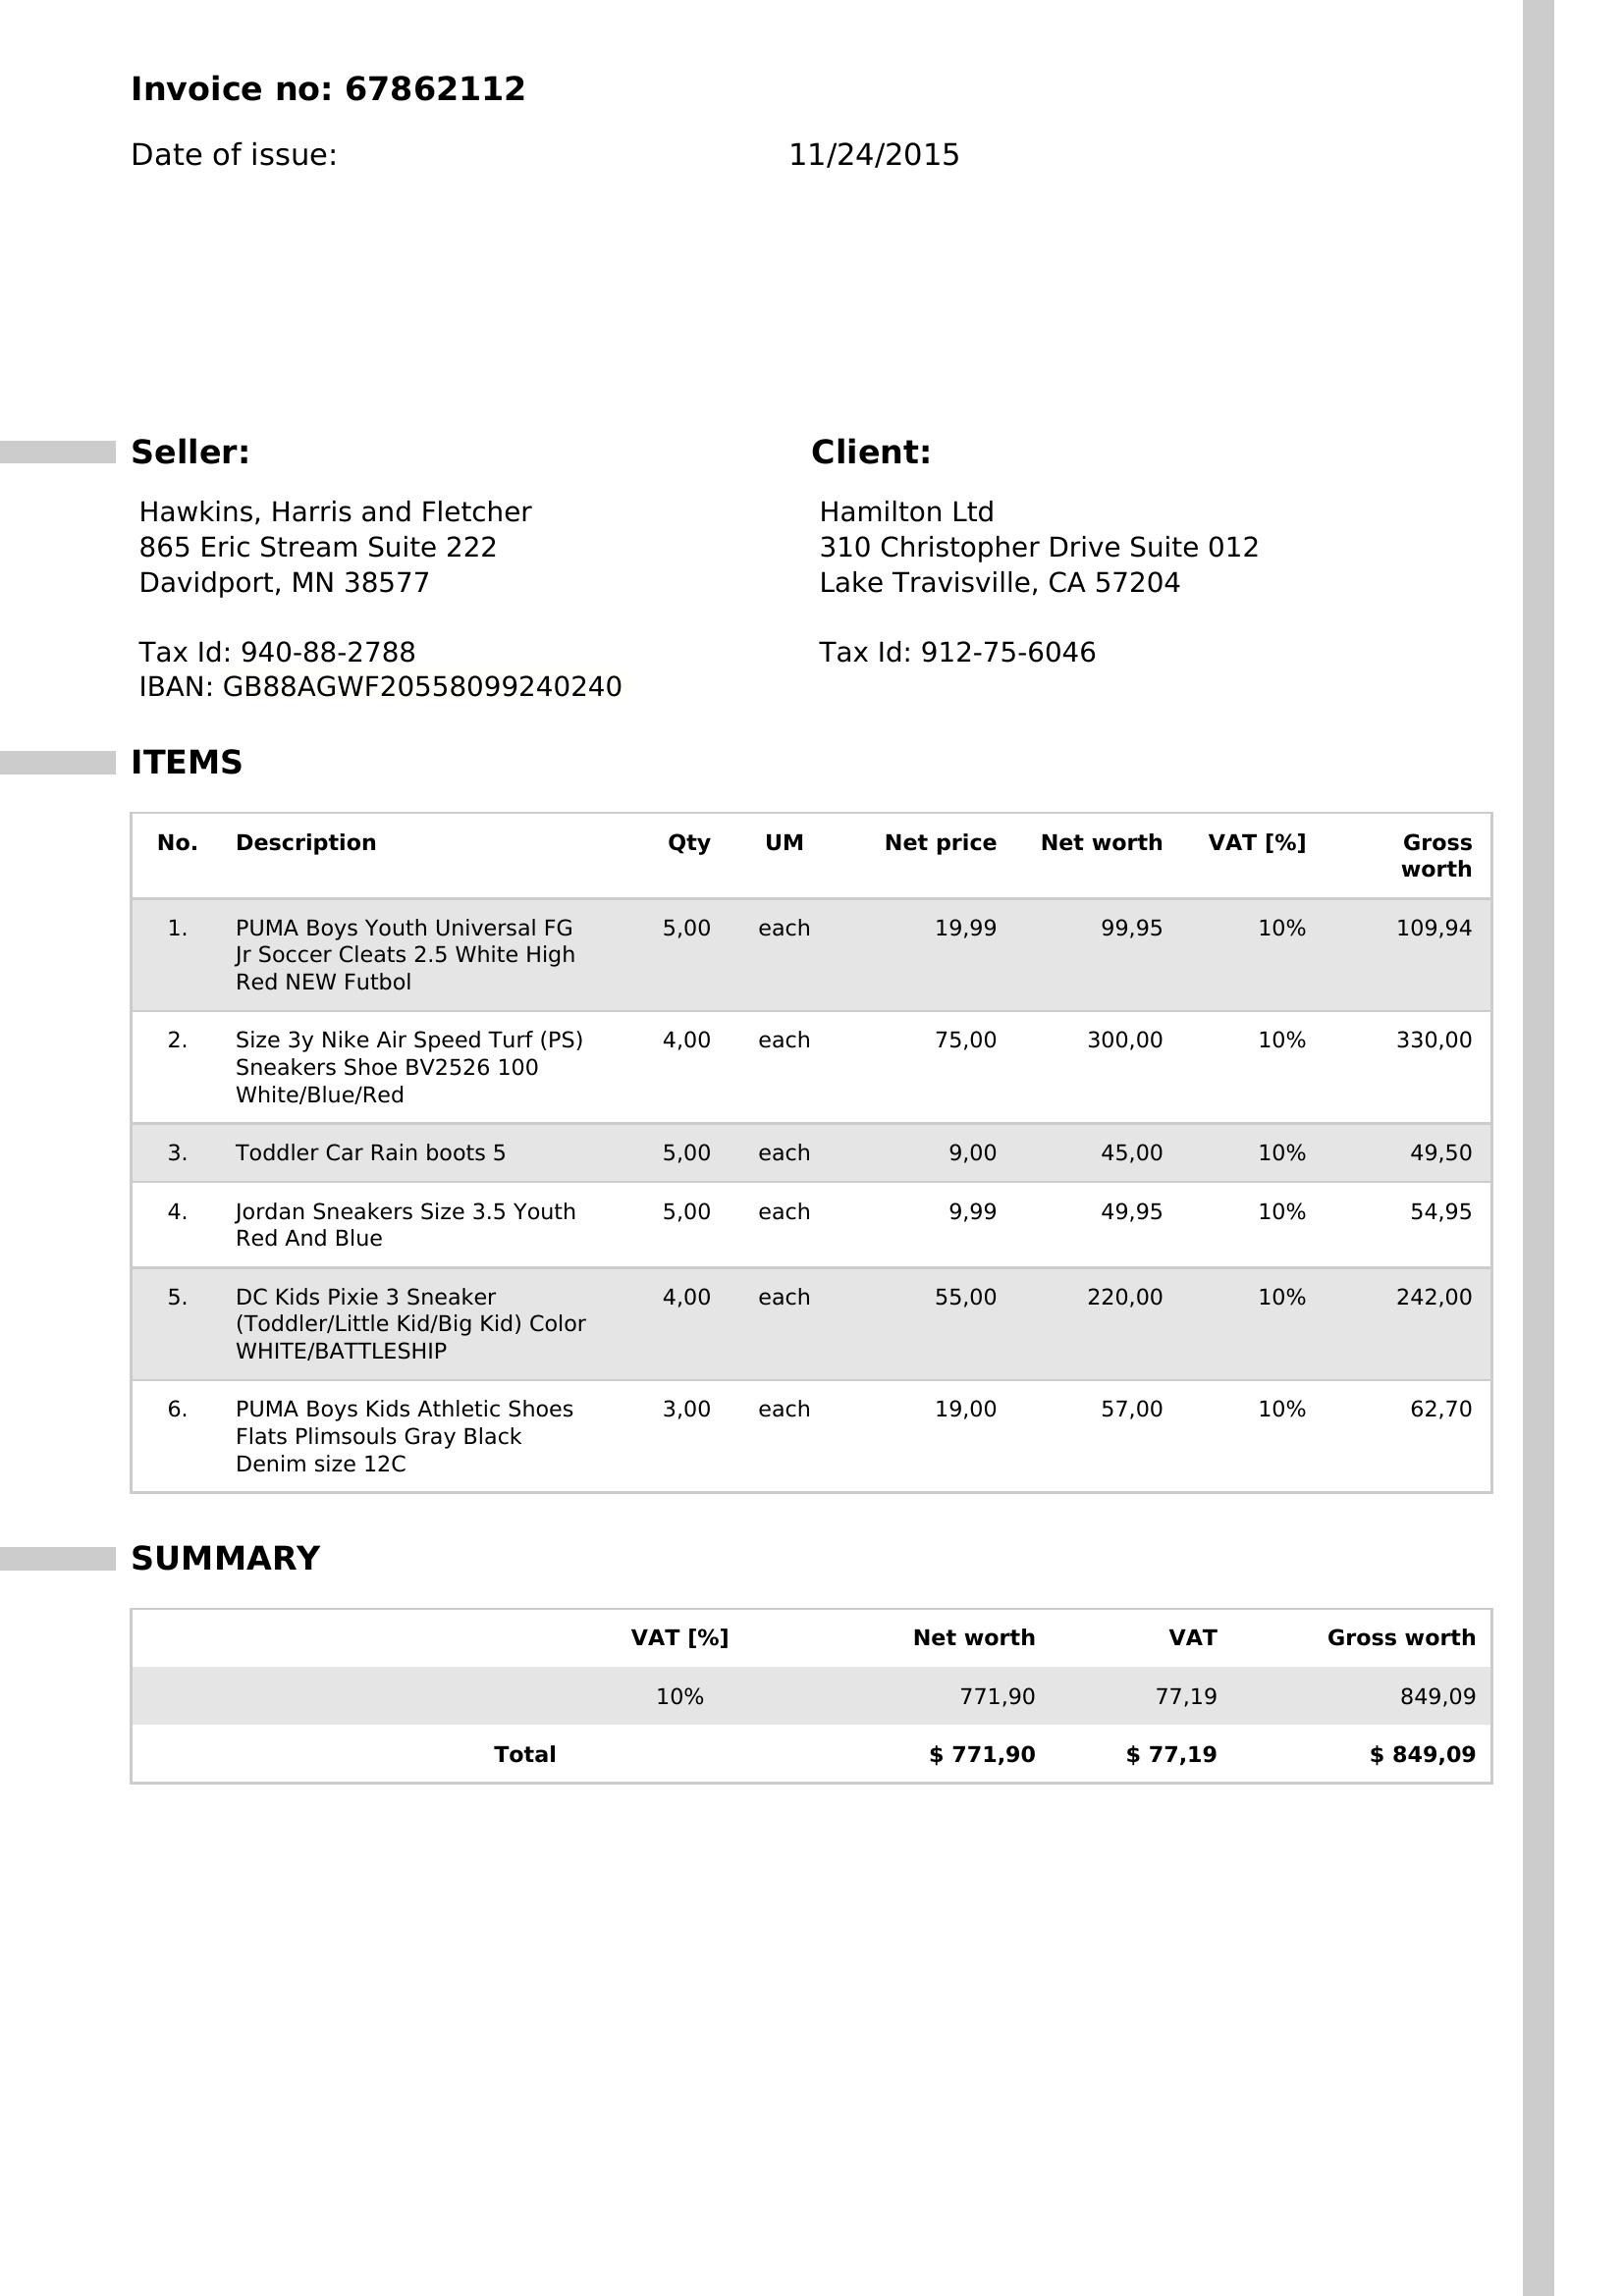 Invoice no: 67862112
Date of issue: 11/24/2015
Seller:
Hawkins, Harris and Fletcher
865 Eric Stream Suite 222
Davidport, MN 38577
Tax Id: 940-88-2788
IBAN: GB88AGWF20558099240240
Client:
Hamilton Ltd
310 Christopher Drive Suite 012
Lake Travisville, CA 57204
Tax Id: 912-75-6046
ITEMS
No. Description Qty UM Net price Net worth VAT [%] Gross
worth
1. PUMA Boys Youth Universal FG 5,00 each 19,99 99,95 10% 109,94
Jr Soccer Cleats 2.5 White High
Red NEW Futbol
2. Size 3y Nike Air Speed Turf (PS) 4,00 each 75,00 300,00 10% 330,00
Sneakers Shoe BV2526 100
White/Blue/Red
3. Toddler Car Rain boots 5 5,00 each 9,00 45,00 10% 49,50
4. Jordan Sneakers Size 3.5 Youth 5,00 each 9,99 49,95 10% 54,95
Red And Blue
5. DC Kids Pixie 3 Sneaker 4,00 each 55,00 220,00 10% 242,00
(Toddler/Little Kid/Big Kid) Color
WHITE/BATTLESHIP
6. PUMA Boys Kids Athletic Shoes 3,00 each 19,00 57,00 10% 62,70
Flats Plimsouls Gray Black
Denim size 12C
SUMMARY
VAT [%] Net worth VAT Gross worth
10% 771,90 77,19 849,09
Total $ 771,90 $ 77,19 $ 849,09